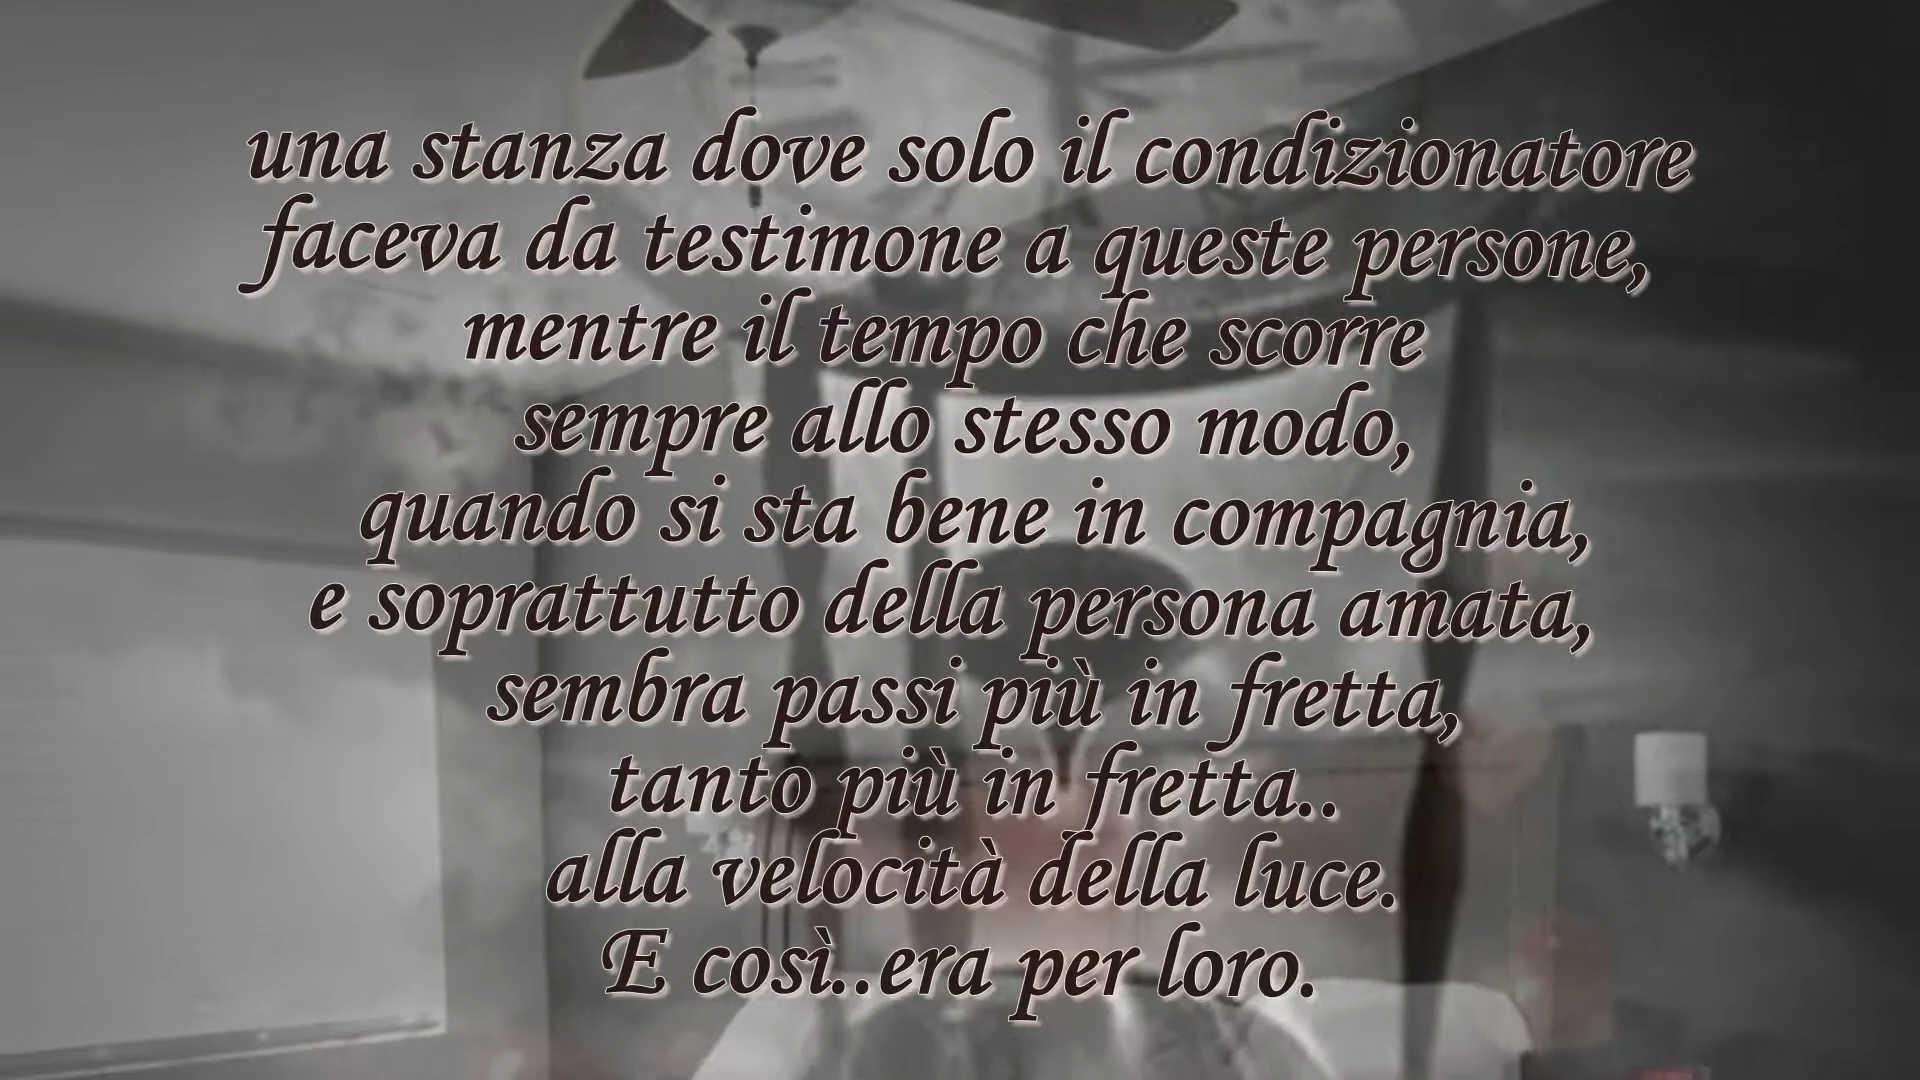 una stanza dove solo il condizionatore
faceva da testimone a queste persone,
mentre il tempo che scorre
sempre allo stesso modo,
quando si sta bene in compagnia,
e soprattutto della persona amata,
sembra passi più in fretta,
tanto più in fretta..
alla velocità della luce.
E così..era per loro.